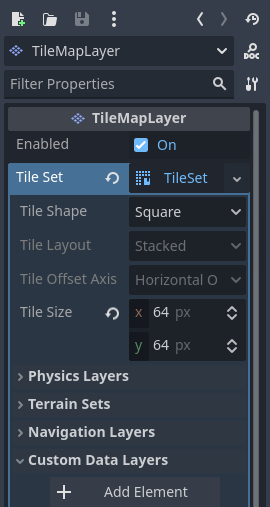 TileMapLayer
DOC
Filter Properties
TileMapLayer
Enabled On
Tile Set TileSet
Tile Shape Square
Tile Layout Stacked
Tile Offset Axis Horizontal O
Tile Size x 64 px
y 64 px
Physics Layers
Terrain Sets
Navigation Layers
Custom Data Layers
+ Add Element